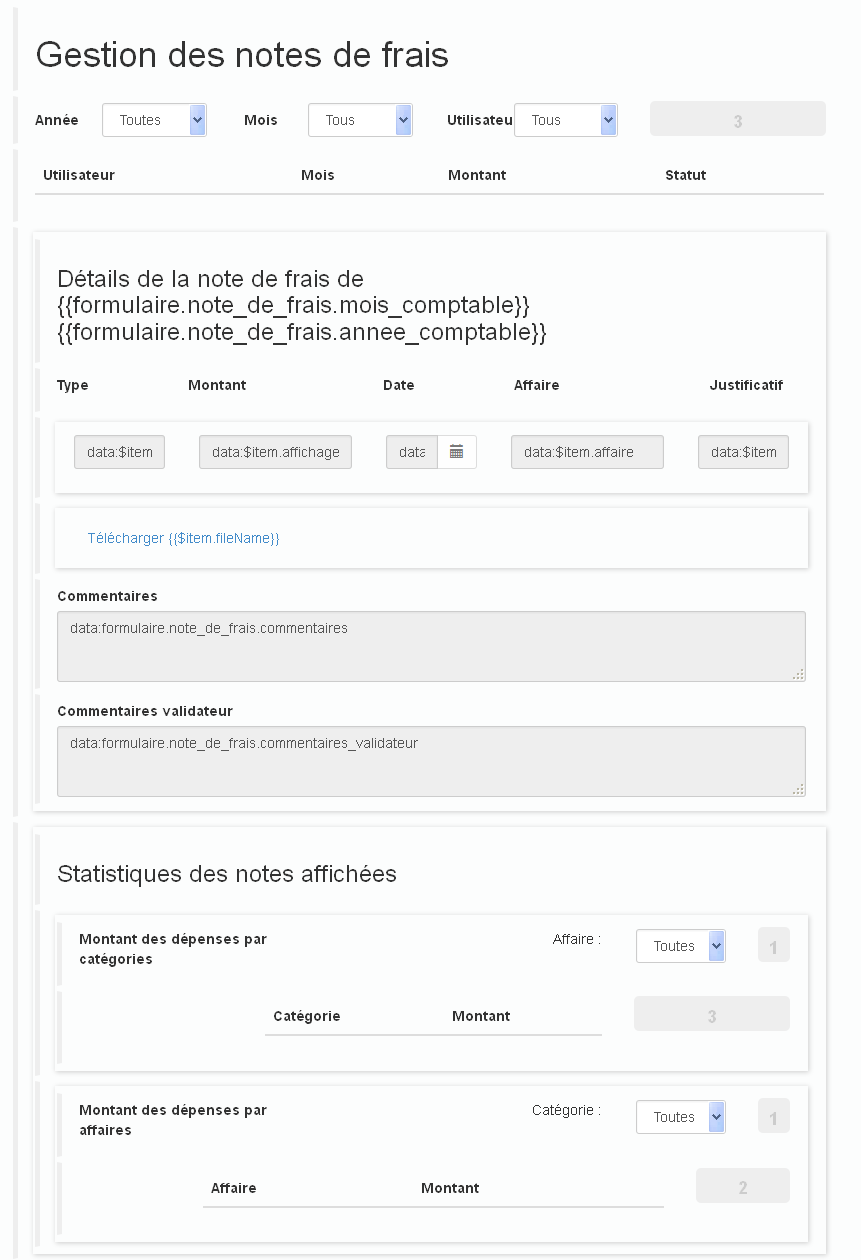 Gestion des notes de frais
Année Toutes Mois Tous Utilisateu Tous 3
Utilisateur Mois Montant Statut
Détails de la note de frais de
{{formulaire.note_de_frais.mois_comptable}}
{{formulaire.note_de_frais.annee_comptable}}
Type Montant Date Affaire Justificatif
data:$item data:$item.affichage data data:$item.affaire data:$item
Télécharger {{$item.fileName}}
Commentaires
data:formulaire.note_de_frais.commentaires
Commentaires validateur
data:formulaire.note_de_frais.commentaires_validateur
Statistiques des notes affichées
Montant des dépenses par
catégories
Affaire : Toutes 1
Catégorie Montant 3
Montant des dépenses par
affaires
Catégorie : Toutes 1
Affaire Montant 2